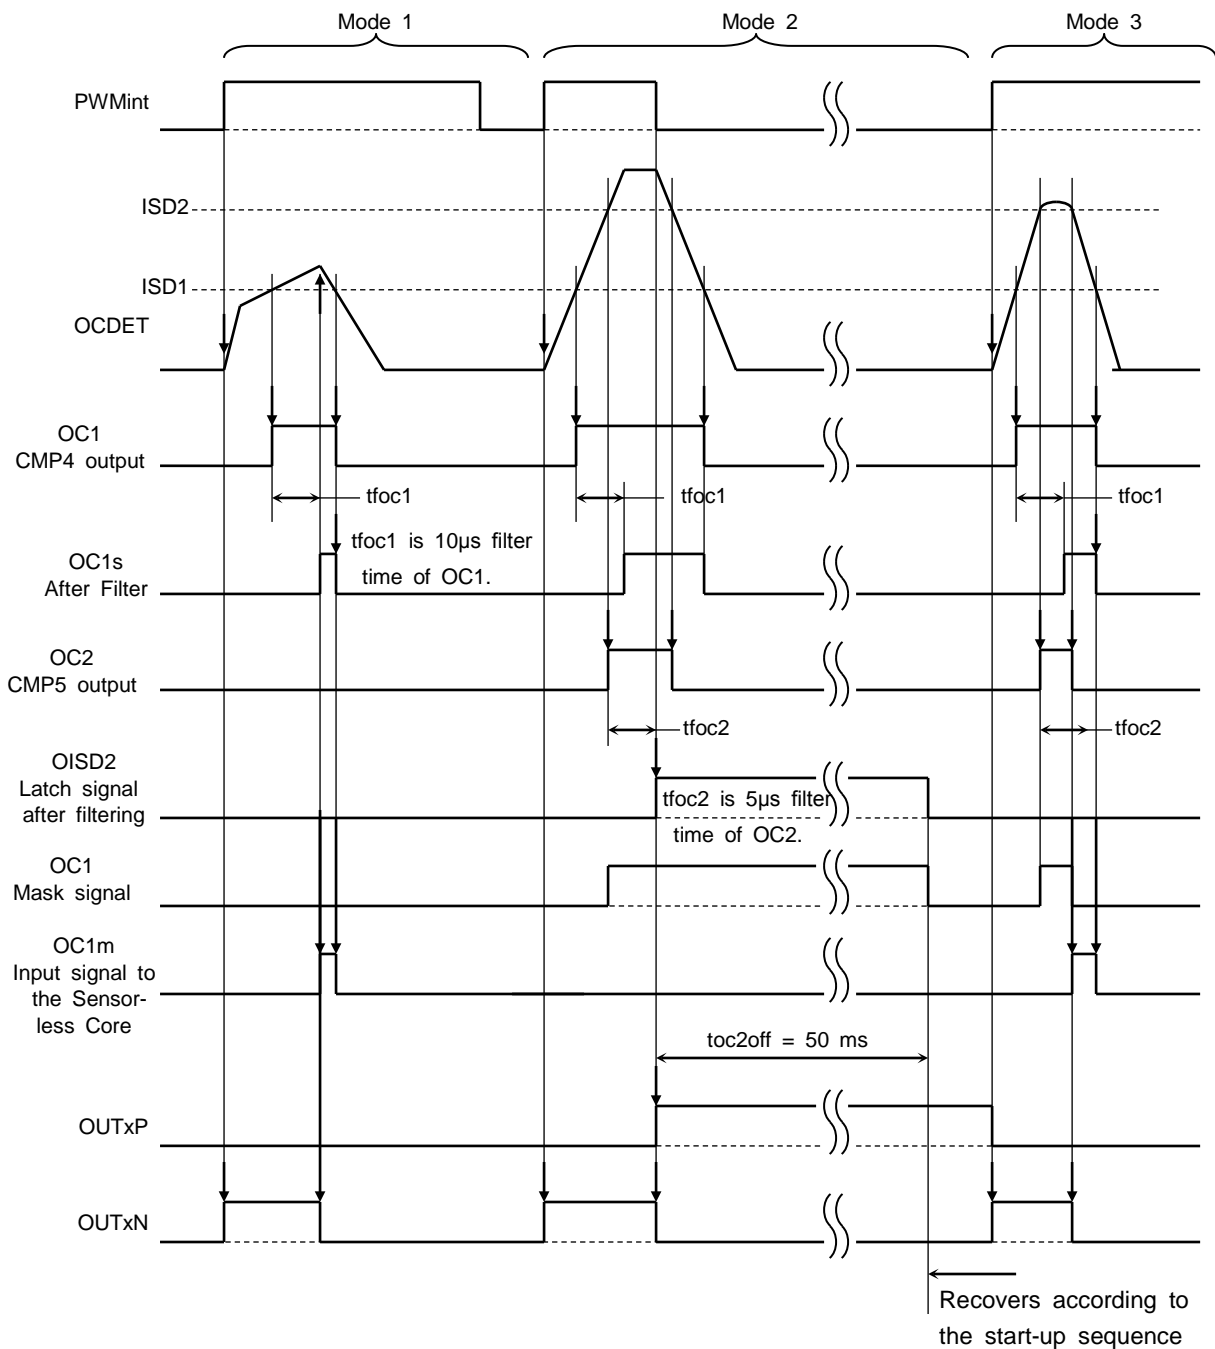 Mode 1
Mode 2
Mode 3
PWMint
ISD2
ISD1
OCDET
OC1
CMP4 output
tfoc1
tfoc1
tfoc1
OC1s
After Filter
tfoc1 is 10µs filter
time of OC1.
OC2
CMP5 output
tfoc2
tfoc2
OISD2
Latch signal
after filtering
tfoc2 is 5µs filter
time of OC2.
OC1
Mask signal
OC1m
Input signal to
the Sensor-
less Core
toc2off = 50 ms
OUTxP
OUTxN
Recovers according to
the start-up sequence